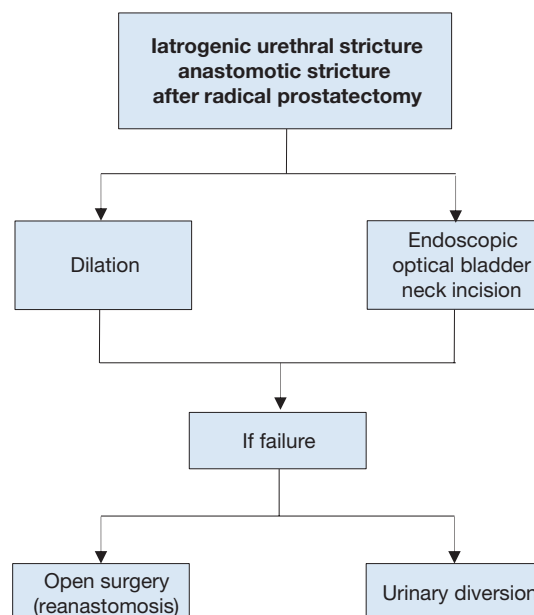 Iatrogenic urethral stricture
anastomotic stricture
after radical prostatectomy
Dilation
Endoscopic
optical bladder
neck incision
If failure
Open surgery
(reanastomosis)
Urinary diversion